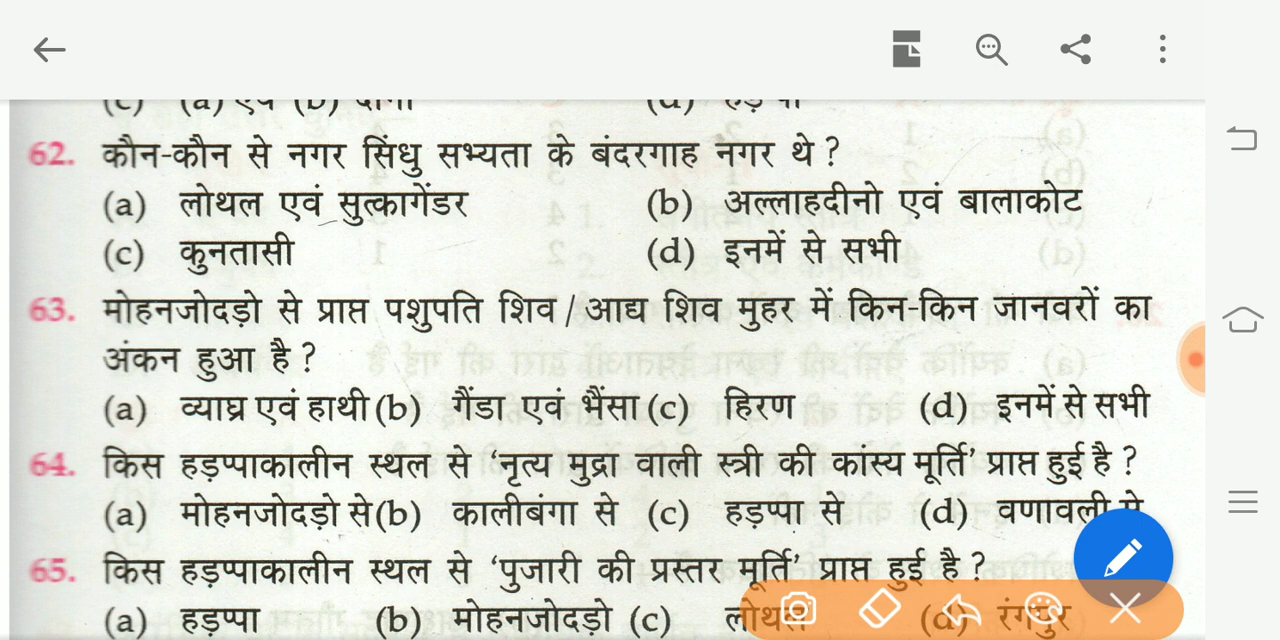 62. कौन-कौन से नगर सिंधु सभ्यता के बंदरगाह नगर थे ?
(a) लोथल एवं सुत्कागेंडर (b) अल्लाहदीनो एवं बालाकोट
(c) कुनतासी (d) इनमें से सभी
63. मोहनजोदड़ो से प्राप्त पशुपति शिव/आद्य शिव मुहर में किन-किन जानवरों का
अंकन हुआ है ?
(a) व्याघ्र एवं हाथी (b) गैंडा एवं भैंसा (c) हिरण (d) इनमें से सभी
64. किस हड़प्पाकालीन स्थल से 'नृत्य मुद्रा वाली स्त्री की कांस्य मूर्ति' प्राप्त हुई है ?
(a) मोहनजोदड़ो से (b) कालीबंगा से (c) हड़प्पा से (d) वणावली से
65. किस हड़प्पाकालीन स्थल से 'पुजारी की प्रस्तर मूर्ति' प्राप्त हुई है ?
(a) हड़प्पा (b) मोहनजोदड़ो (c) लोथल (d) रंगपुर